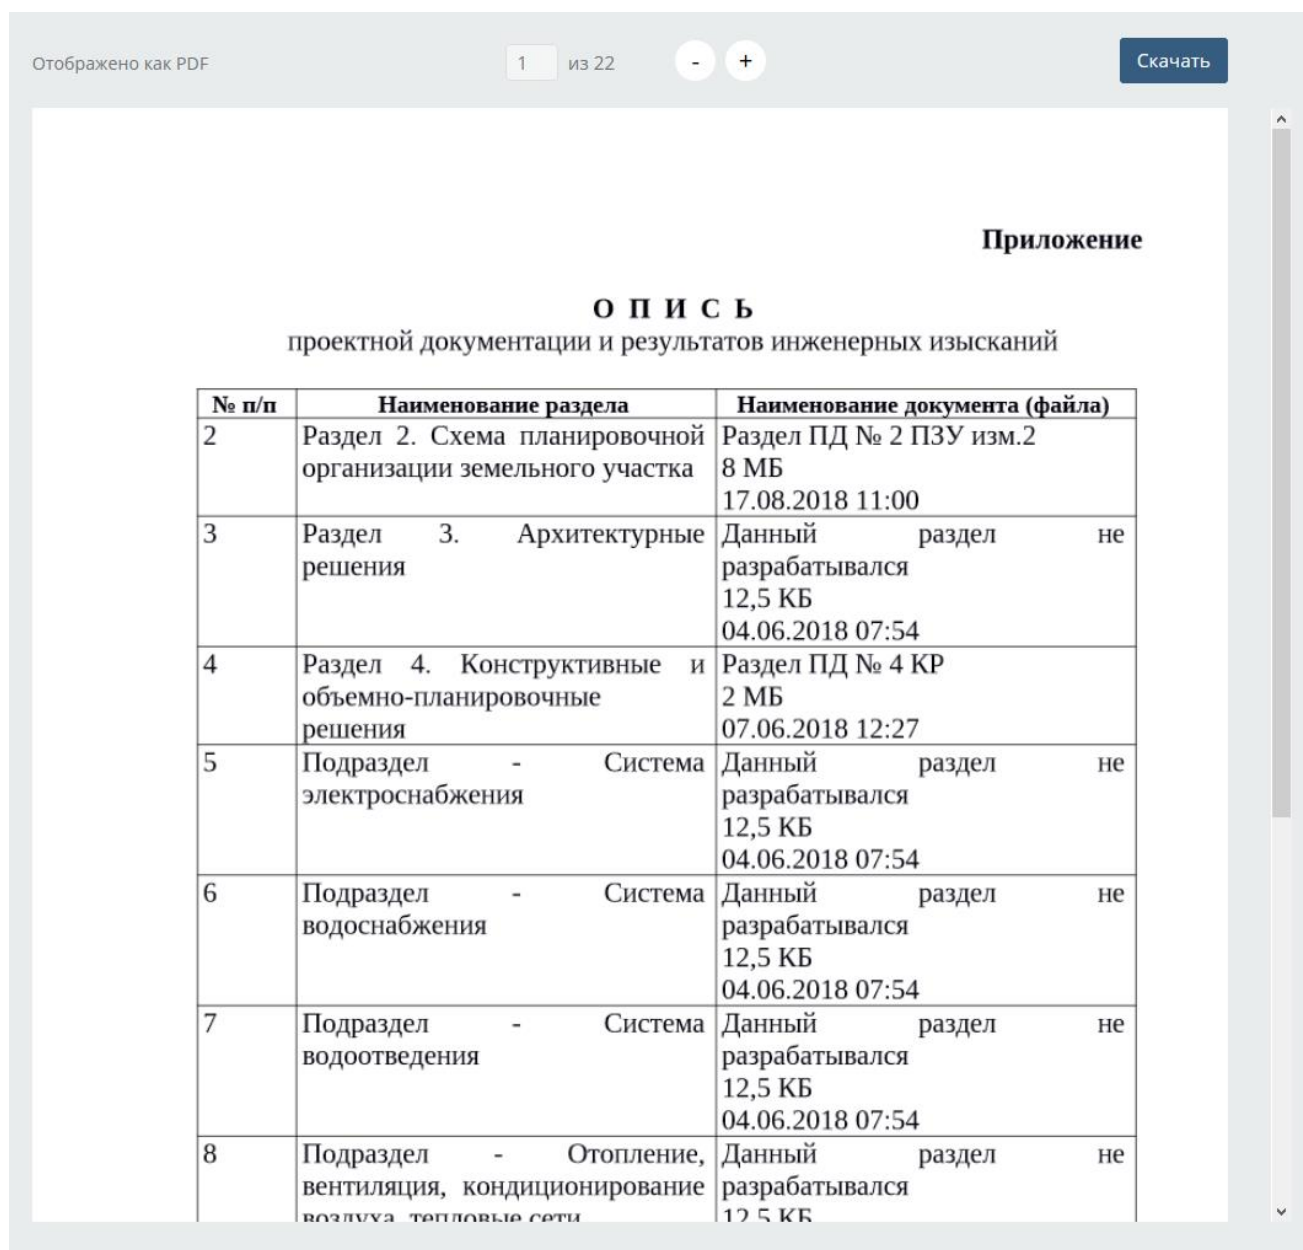 Отображено как PDF 1 из 22 - + Скачать
Приложение
О П И С Ь
проектной документации и результатов инженерных изысканий
№ п/п Наименование раздела Наименование документа (файла)
2 Раздел 2. Схема планировочной Раздел ПД № 2 ПЗУ изм.2
организации земельного участка 8 МБ
17.08.2018 11:00
3 Раздел 3. Архитектурные Данный раздел не
решения разрабатывался
12,5 КБ
04.06.2018 07:54
4 Раздел 4. Конструктивные и Раздел ПД № 4 КР
объемно-планировочные 2 МБ
решения 07.06.2018 12:27
5 Подраздел - Система Данный раздел не
электроснабжения разрабатывался
12,5 КБ
04.06.2018 07:54
6 Подраздел - Система Данный раздел не
водоснабжения разрабатывался
12,5 КБ
04.06.2018 07:54
7 Подраздел - Система Данный раздел не
водоотведения разрабатывался
12,5 КБ
04.06.2018 07:54
8 Подраздел - Отопление, Данный раздел не
вентиляция, кондиционирование разрабатывался
воздуха, тепловые сети 12,5 КБ